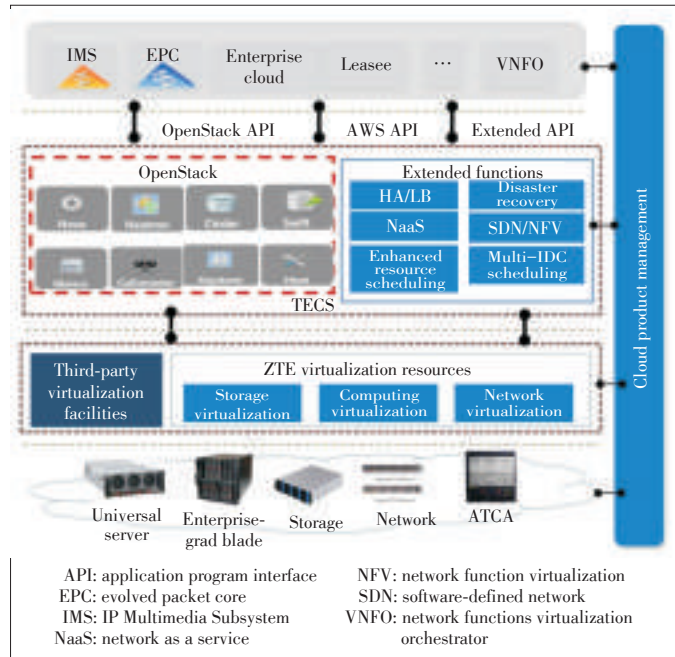 IMS
EPC
Enterprise
cloud
Leasee
...
VNFO
OpenStack API
AWS API
Extended API
OpenStack
Swift
Extended functions
HA/LB
Disaster
recovery
NaaS
SDN/NFV
Enhanced
resource
scheduling
Multi-IDC
scheduling
TECS
Third-party
virtualization
facilities
ZTE virtualization resources
Storage
virtualization
Computing
virtualization
Network
virtualization
Cloud product management
Universal
server
Enterprise-
grad blade
Storage
Network
ATCA
API: application program interface
EPC: evolved packet core
IMS: IP Multimedia Subsystem
NaaS: network as a service
NFV: network function virtualization
SDN: software-defined network
VNFO: network functions virtualization
orchestrator